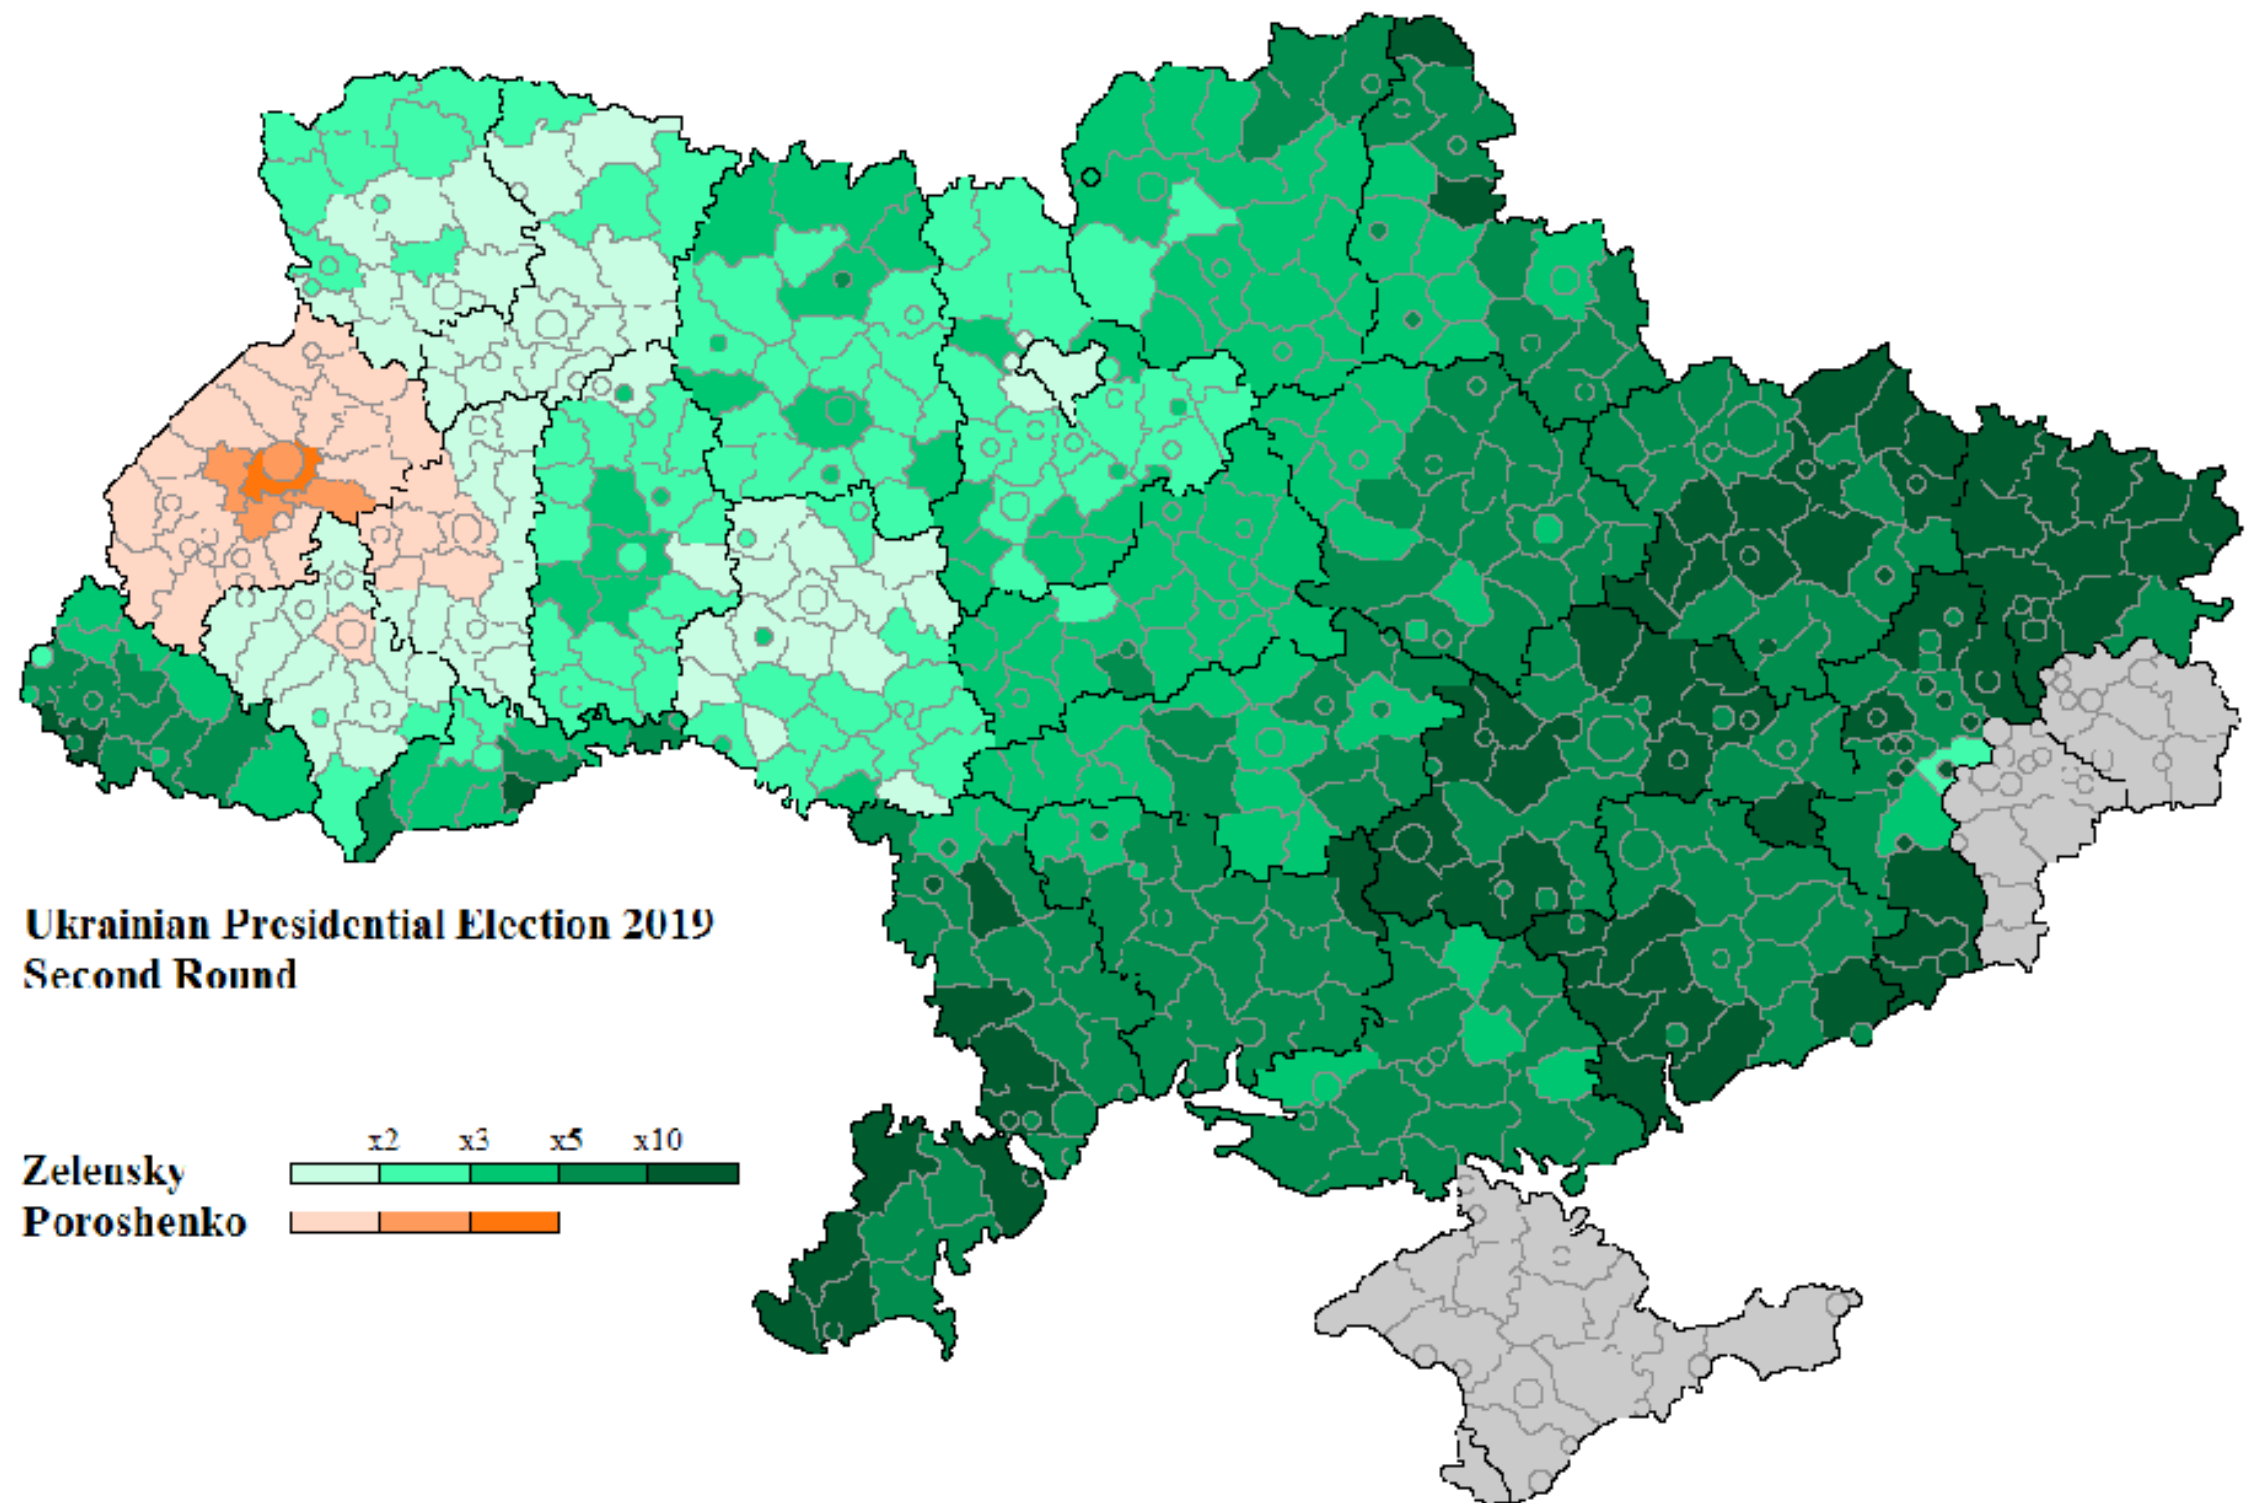 Ukrainian Presidential Election 2019
Second Round
x2 x3 x5 x10
Zelensky
Poroshenko